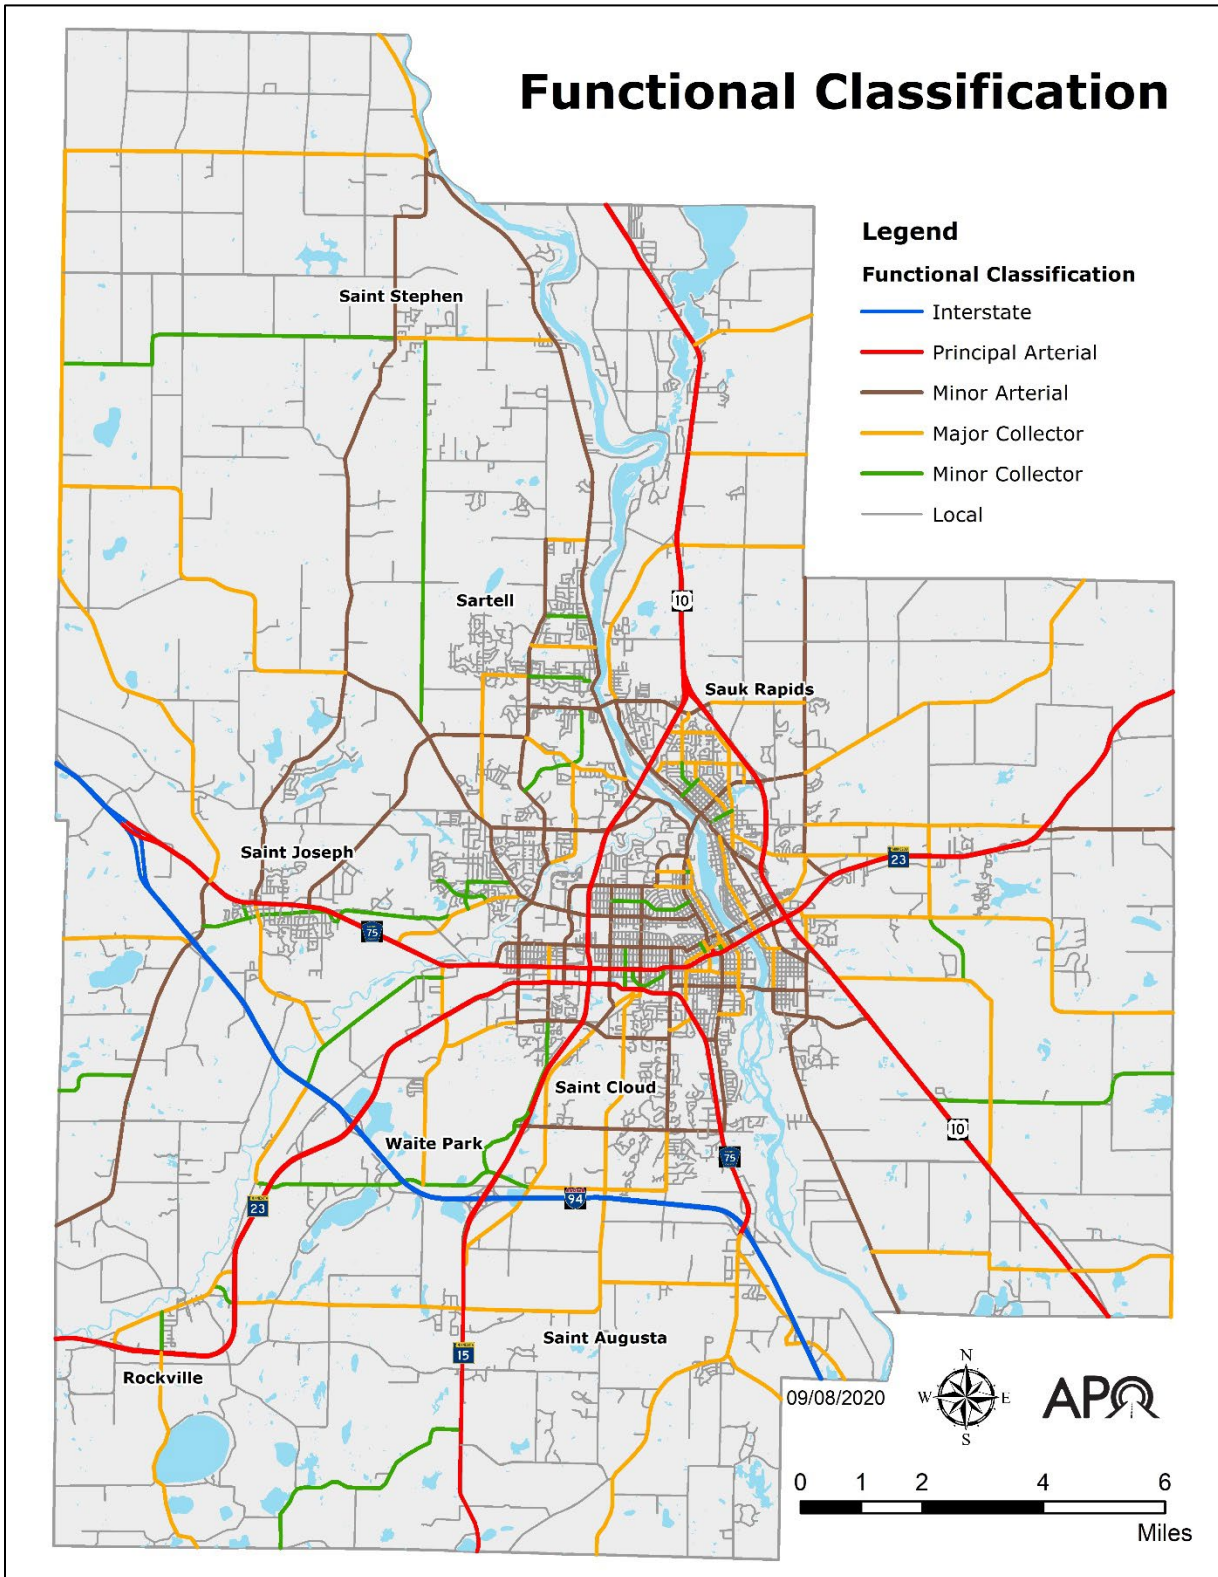 Functional Classification
Legend
Functional Classification
Interstate
Principal Arterial
Minor Arterial
Major Collector
Minor Collector
Local
Saint Stephen
Sartell
10
Sauk Rapids
Saint Joseph
23
75
Saint Cloud
Waite Park
10
75
94
23
Saint Augusta
15
Rockville
09/08/2020
N
W E
S
APO
0 1 2 4 6
Miles